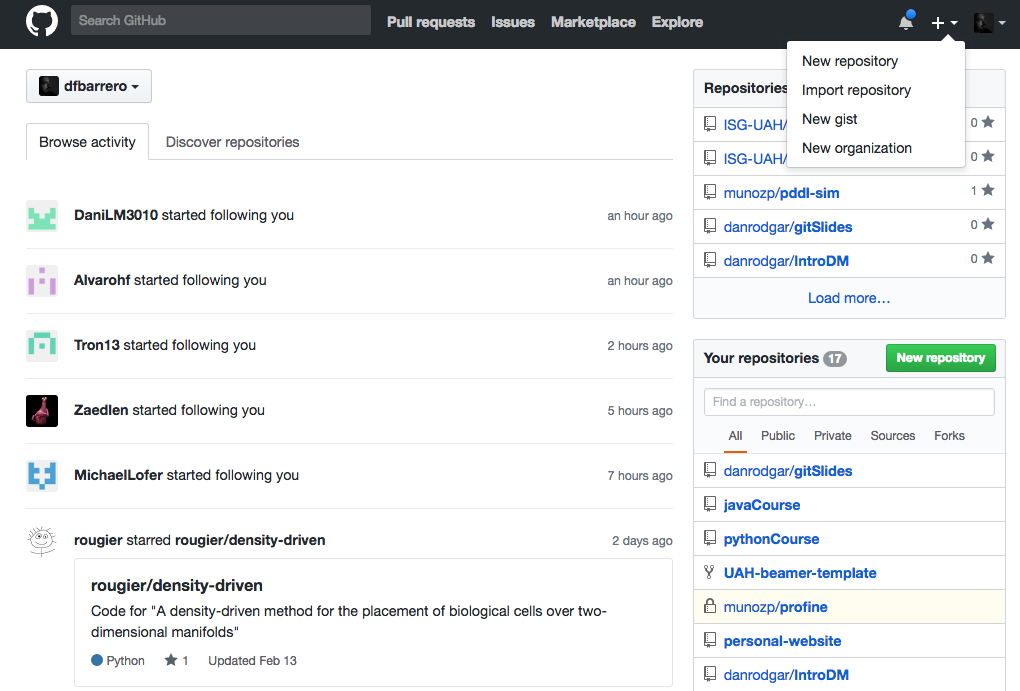 Search GitHub
Pull requests
Issues
Marketplace
Explore
New repository
Import repository
New gist
New organization
dfbarrero
Browse activity
Discover repositories
DaniLM3010 started following you
an hour ago
Alvarohf started following you
an hour ago
Tron13 started following you
2 hours ago
Zaedlen started following you
5 hours ago
MichaelLofer started following you
7 hours ago
rougier starred rougier/density-driven
2 days ago
rougier/density-driven
Code for "A density-driven method for the placement of biological cells over two-
dimensional manifolds"
Python
1
Updated Feb 13
Repositories
ISG-UAH/
0
ISG-UAH/
0
munozp/pddl-sim
1
danrodgar/gitSlides
0
danrodgar/IntroDM
0
Load more…
Your repositories 17
New repository
Find a repository…
All
Public
Private
Sources
Forks
danrodgar/gitSlides
javaCourse
pythonCourse
UAH-beamer-template
munozp/profine
personal-website
danrodgar/IntroDM